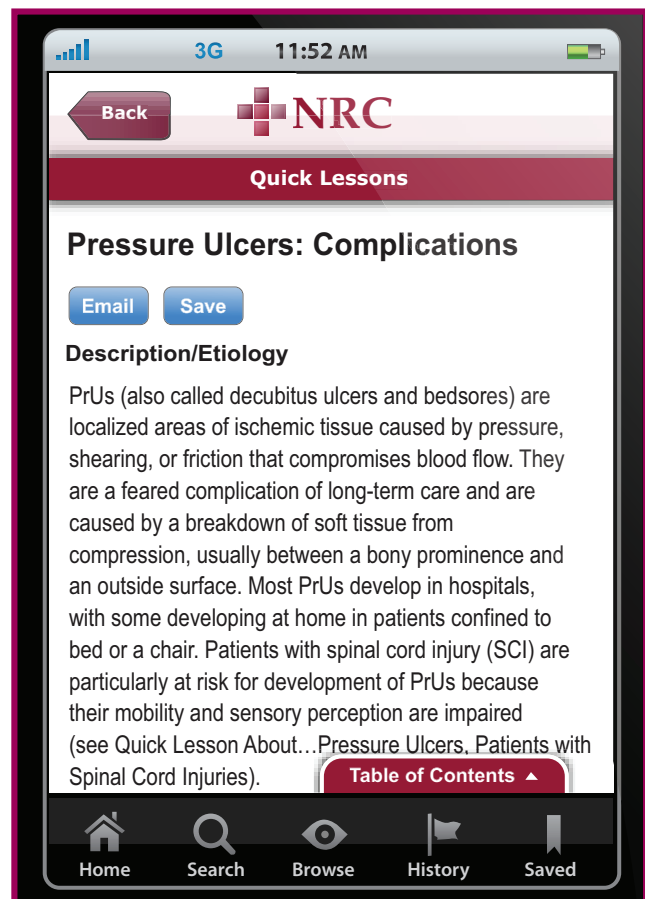 3G 11:52 AM
Back
NRC
Quick Lessons
Pressure Ulcers: Complications
Email Save
Description/Etiology
PrUs (also called decubitus ulcers and bedsores) are
localized areas of ischemic tissue caused by pressure,
shearing, or friction that compromises blood flow. They
are a feared complication of long-term care and are
caused by a breakdown of soft tissue from
compression, usually between a bony prominence and
an outside surface. Most PrUs develop in hospitals,
with some developing at home in patients confined to
bed or a chair. Patients with spinal cord injury (SCI) are
particularly at risk for development of PrUs because
their mobility and sensory perception are impaired
(see Quick Lesson About…Pressure Ulcers, Patients with
Spinal Cord Injuries).
Table of Contents ▲
Home Search Browse History Saved